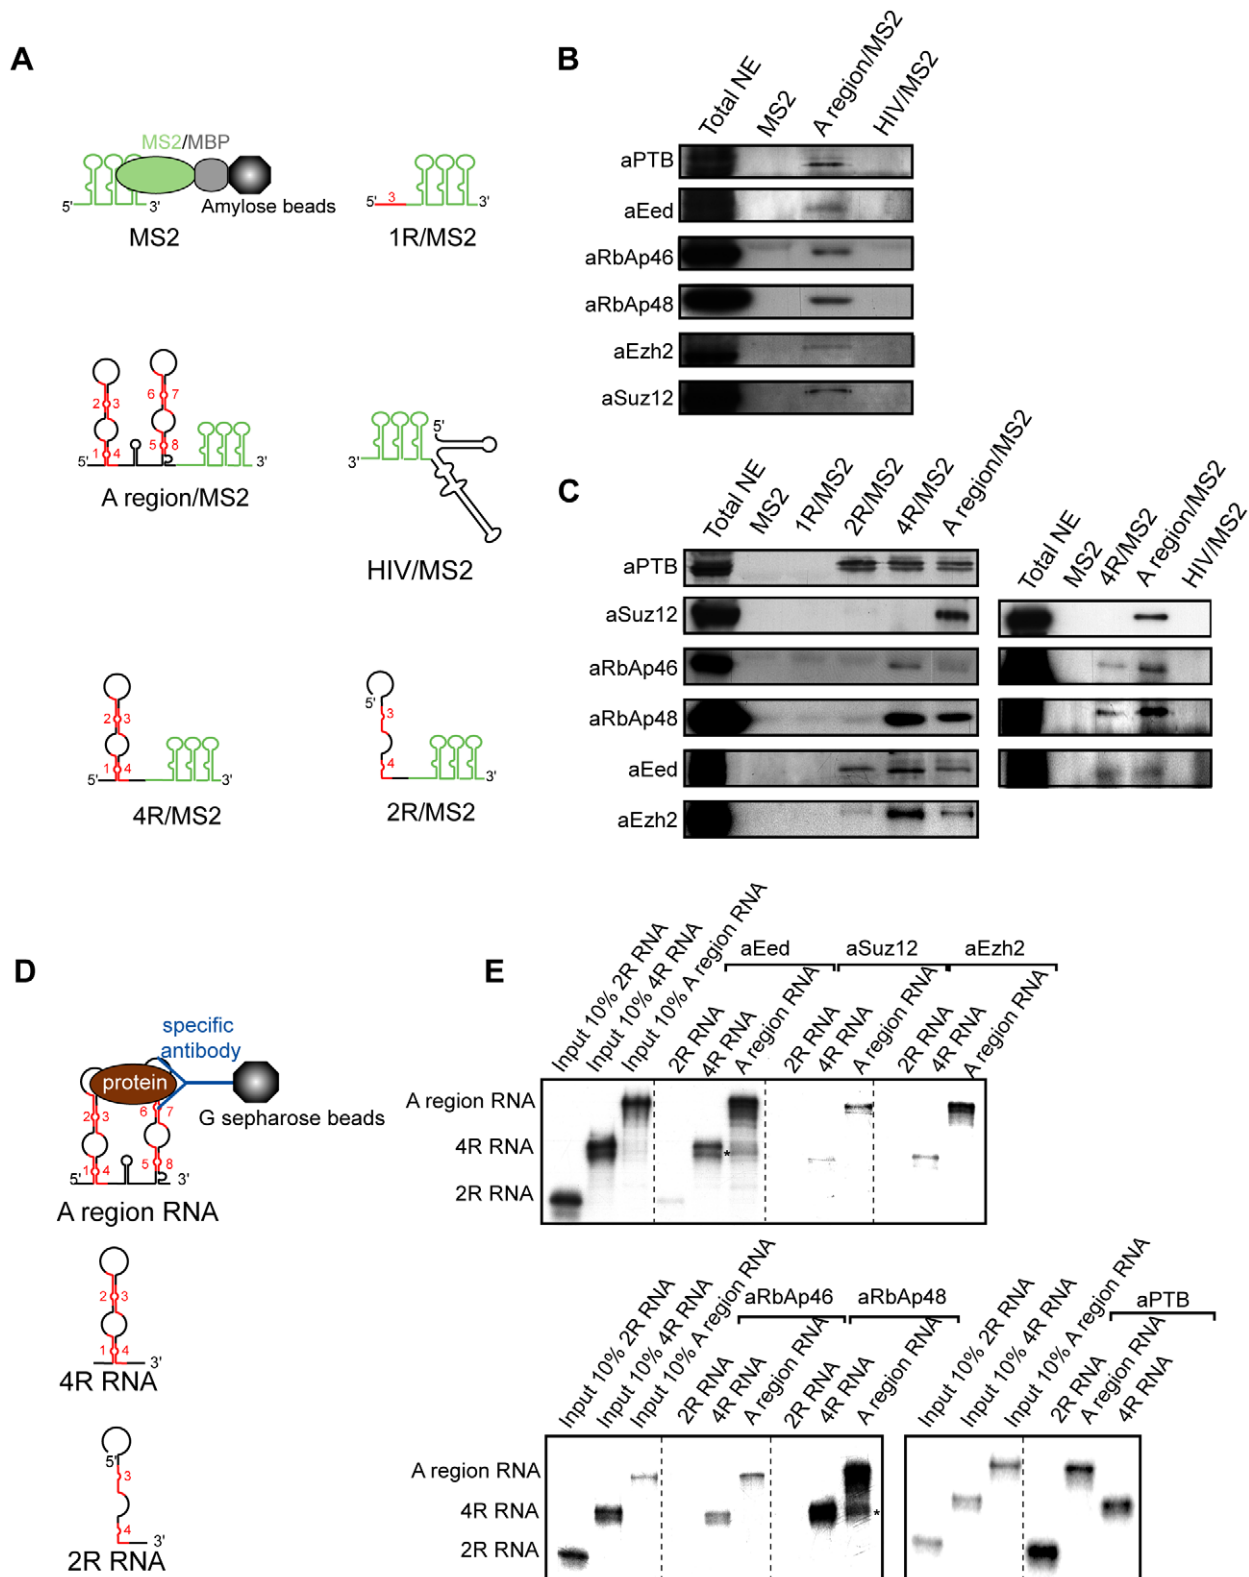 A
MS2/MBP
5'
3'
Amylose beads
MS2
3
5'
3'
1R/MS2
2 3
1 4
6 7
5 8
5'
3'
A region/MS2
5'
3'
HIV/MS2
2 3
1 4
5'
3'
4R/MS2
5'
3
4
3'
2R/MS2
B
Total NE
MS2
A region/MS2
HIV/MS2
aPTB
aEed
aRbAp46
aRbAp48
aEzh2
aSuz12
C
Total NE
MS2
1R/MS2
2R/MS2
4R/MS2
A region/MS2
aPTB
aSuz12
aRbAp46
aRbAp48
aEed
aEzh2
Total NE
MS2
4R/MS2
A region/MS2
HIV/MS2
D
specific
antibody
protein
G sepharose beads
2 3
1 4
6 7
5 8
5'
3'
A region RNA
2 3
1 4
3'
4R RNA
5'
3
4
3'
2R RNA
E
Input 10% 2R RNA
Input 10% 4R RNA
Input 10% A region RNA
aEed
2R RNA
4R RNA
A region RNA
aSuz12
2R RNA
4R RNA
A region RNA
aEzh2
2R RNA
4R RNA
A region RNA
A region RNA
4R RNA
*
2R RNA
Input 10% 2R RNA
Input 10% 4R RNA
Input 10% A region RNA
aRbAp46
2R RNA
4R RNA
A region RNA
aRbAp48
2R RNA
4R RNA
A region RNA
A region RNA
4R RNA
*
2R RNA
Input 10% 2R RNA
Input 10% 4R RNA
Input 10% A region RNA
aPTB
2R RNA
A region RNA
4R RNA